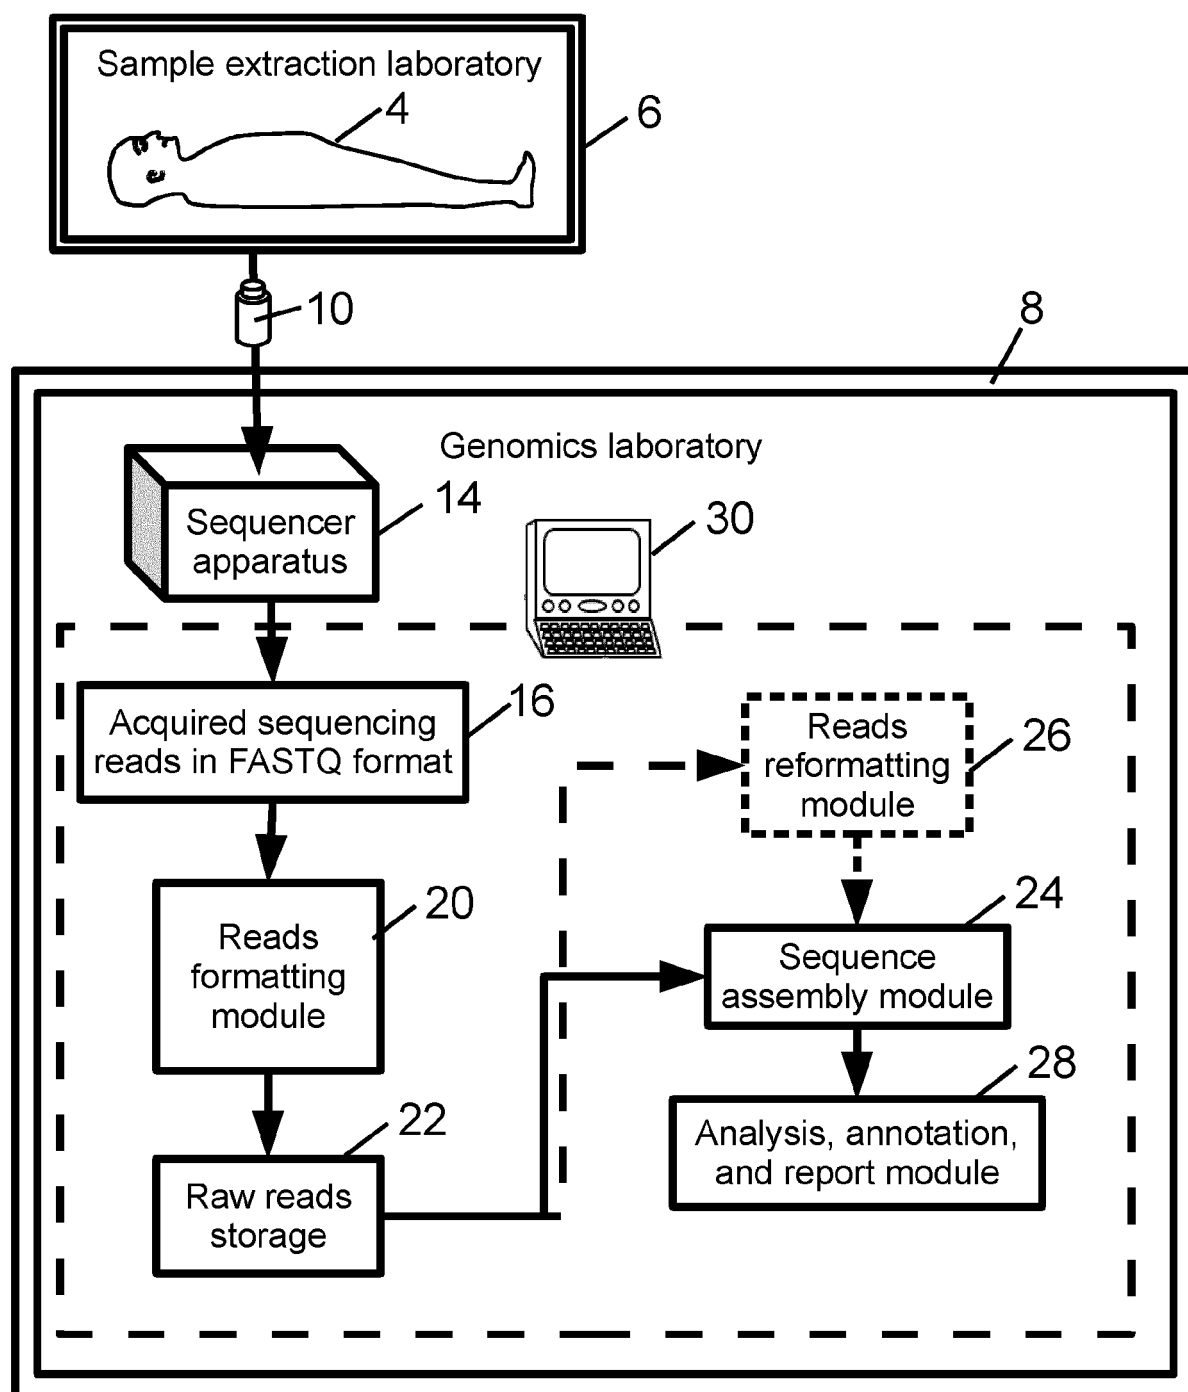 Sample extraction laboratory
4
6
10
8
Genomics laboratory
Sequencer
apparatus
14
30
Acquired sequencing
reads in FASTQ format
16
Reads
reformatting
module
26
Reads
formatting
module
20
Sequence
assembly module
24
Raw reads
storage
22
Analysis, annotation,
and report module
28